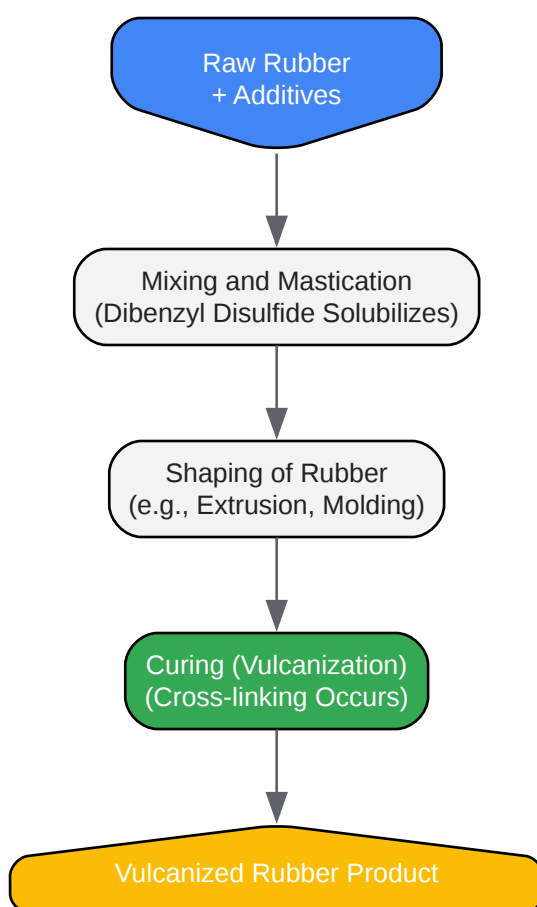 Raw Rubber
+ Additives
Mixing and Mastication
(Dibenzyl Disulfide Solubilizes)
Shaping of Rubber
(e.g., Extrusion, Molding)
Curing (Vulcanization)
(Cross-linking Occurs)
Vulcanized Rubber Product